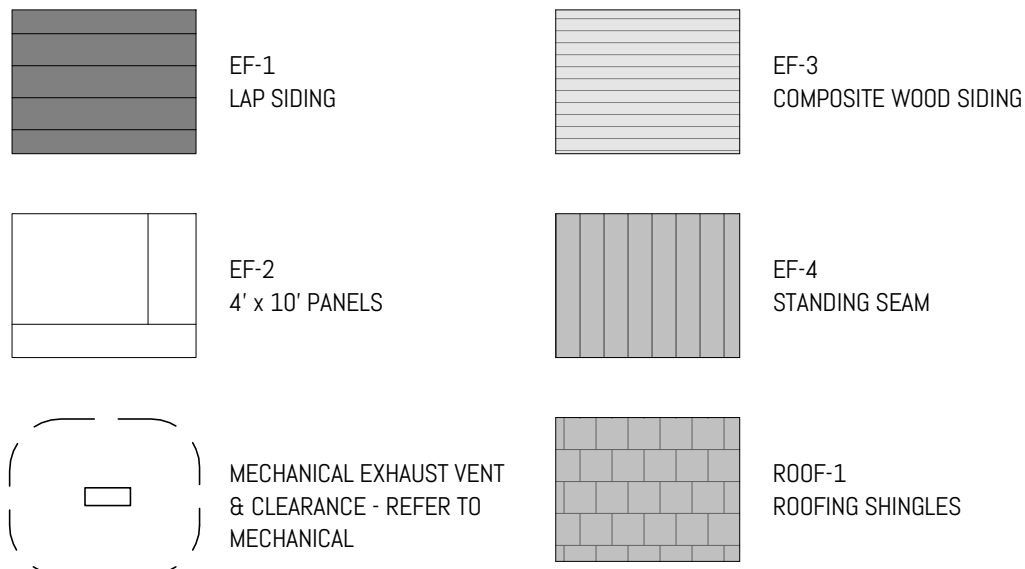 EF-1
LAP SIDING
EF-3
COMPOSITE WOOD SIDING
EF-2
4' x 10' PANELS
EF-4
STANDING SEAM
MECHANICAL EXHAUST VENT
& CLEARANCE - REFER TO
MECHANICAL
ROOF-1
ROOFING SHINGLES